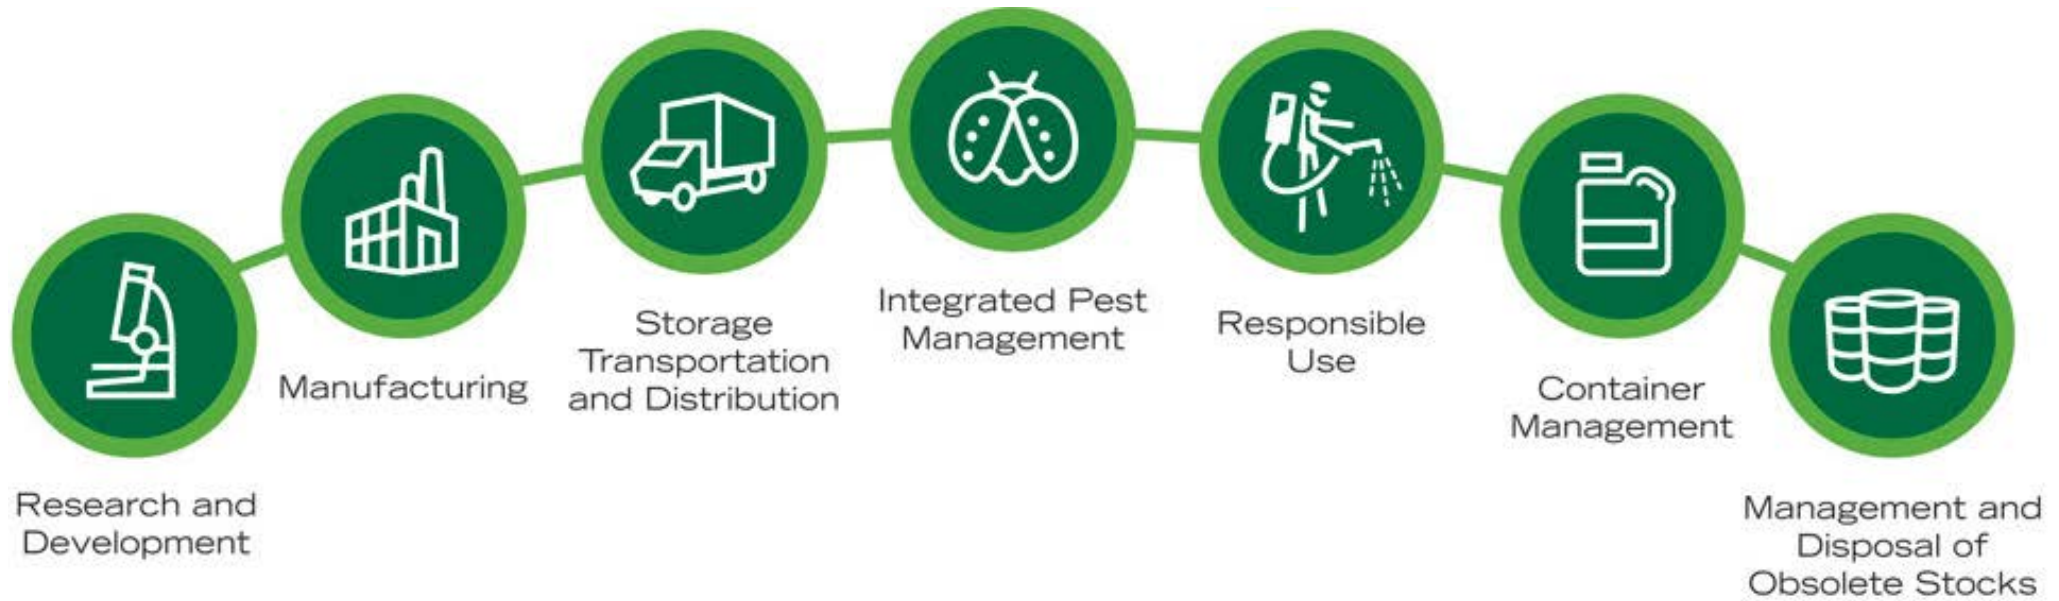 Research and
Development
Manufacturing
Storage
Transportation
and Distribution
Integrated Pest
Management
Responsible
Use
Container
Management
Management and
Disposal of
Obsolete Stocks